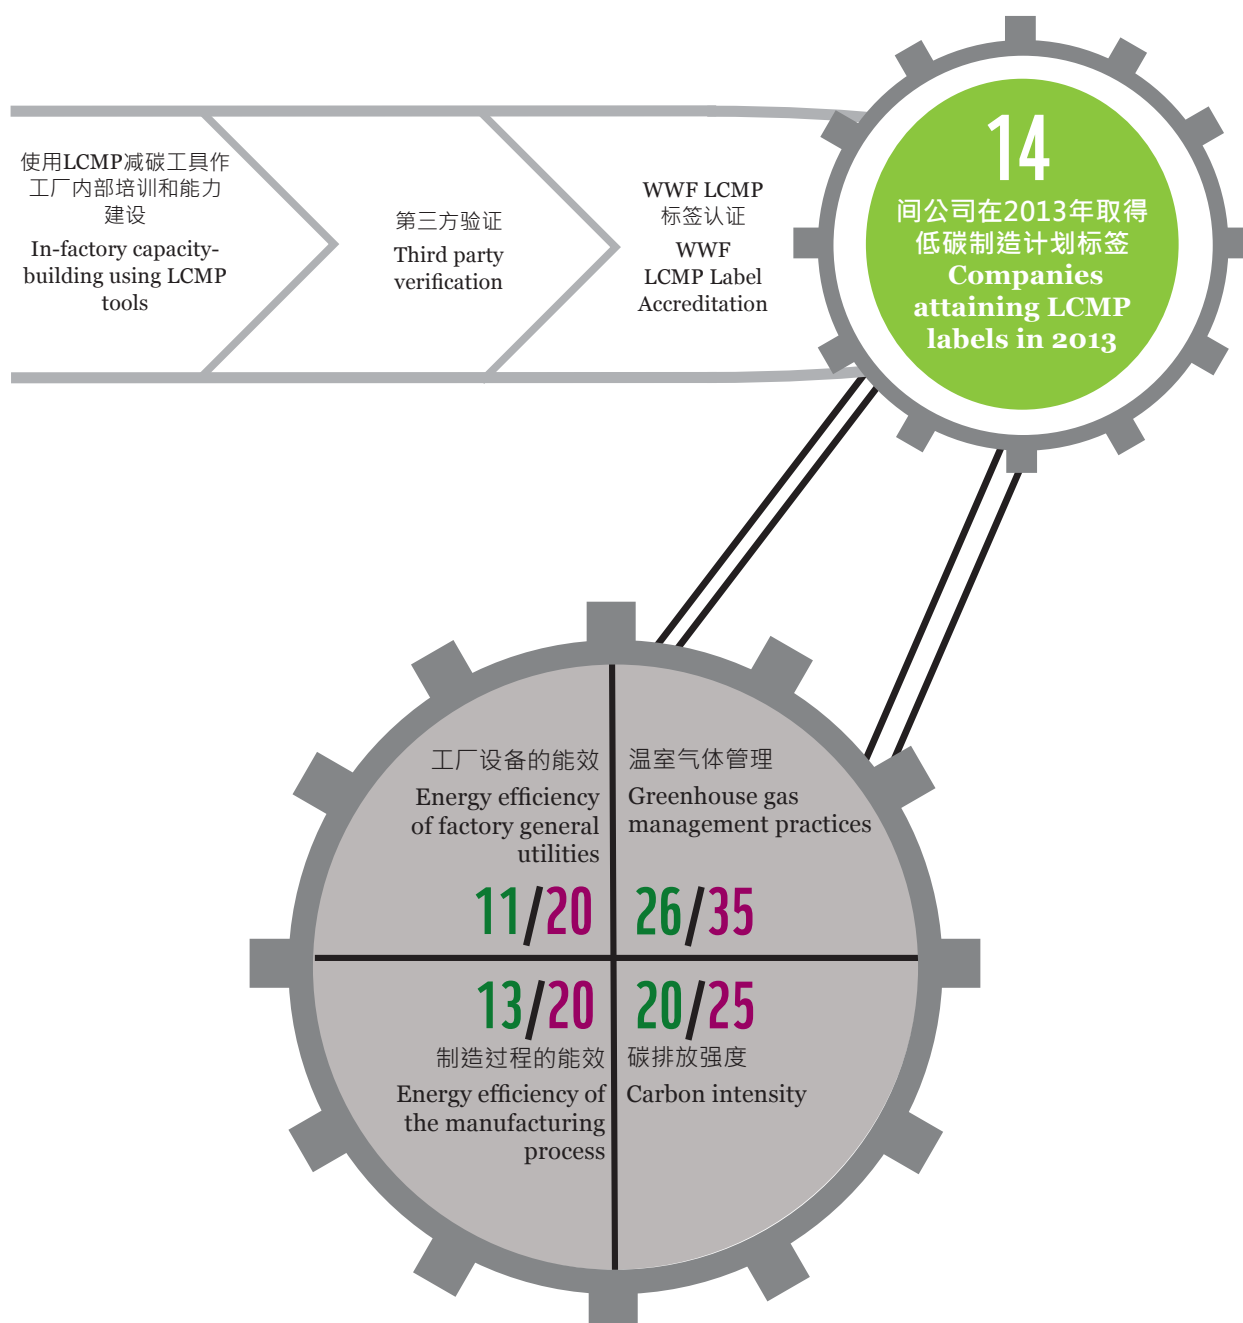 使用LCMP减碳工具作
工厂内部培训和能力
建设
In-factory capacity-
building using LCMP
tools
第三方验证
Third party
verification
WWF LCMP
标签认证
WWF
LCMP Label
Accreditation
14
间公司在2013年取得
低碳制造计划标签
Companies
attaining LCMP
labels in 2013
工厂设备的能效
Energy efficiency
of factory general
utilities
11/20
温室气体管理
Greenhouse gas
management practices
26/35
13/20
制造过程的能效
Energy efficiency of
the manufacturing
process
20/25
碳排放强度
Carbon intensity